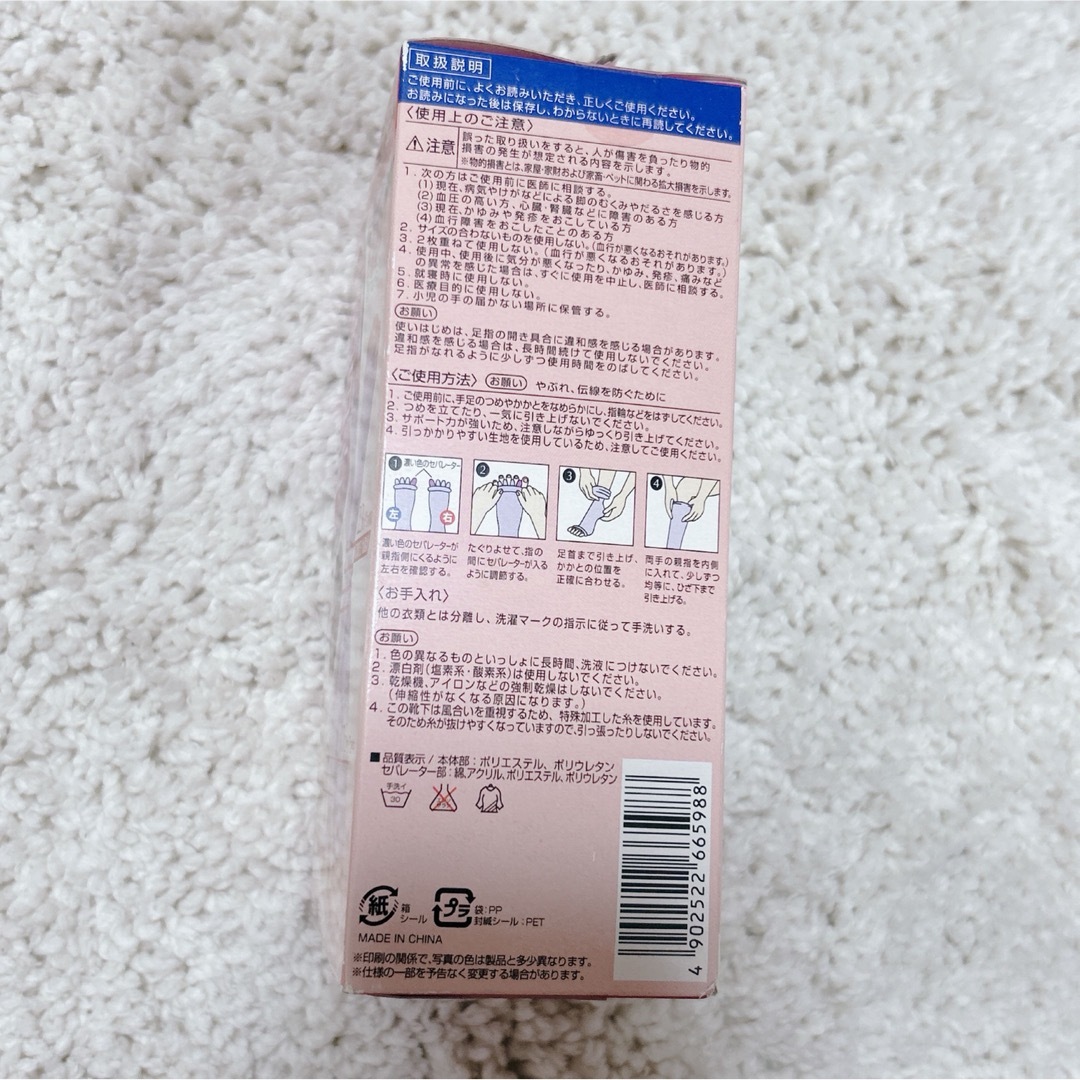 取扱説明
ご使用前に、よくお読みいただき、正しくご使用ください。
お読みになった後は保存し、わからないときに再読してください。
〈使用上のご注意〉
⚠注意
誤った取り扱いをすると、人が傷害を負ったり物的
損害の発生が想定される内容を示します。
※物的損害とは、家屋・家財および家畜・ペットに関わる拡大損害を示します。
1. 次の方はご使用前に医師に相談する。
(1)現在、病気やけがなどによる脚のむくみやだるさを感じる方
(2)血圧の高い方、心臓・腎臓などに障害のある方
(3)現在、かゆみや発疹をおこしている方
(4)血行障害をおこしたことのある方
2. サイズの合わないものを使用しない。(血行が悪くなるおそれがあります。)
3. 2枚重ねて使用しない。(血行が悪くなるおそれがあります。)
4. 使用中、使用後に気分が悪くなったり、かゆみ、発疹、痛みなど
の異常を感じた場合は、すぐに使用を中止し、医師に相談する。
5. 就寝時に使用しない。
6. 医療目的に使用しない。
7. 小児の手の届かない場所に保管する。
お願い
使いはじめは、足指の開き具合に違和感を感じる場合があります。
違和感を感じる場合は、長時間続けて使用しないでください。
足指がなれるように少しずつ使用時間をのばしてください。
〈ご使用方法〉 お願い やぶれ、伝線を防ぐために
1. ご使用前に、手足のつめやかかとをなめらかにし、指輪などをはずしてください。
2. つめを立てたり、一気に引き上げないでください。
3. サポート力が強いため、注意しながらゆっくり引き上げてください。
4. 引っかかりやすい生地を使用しているため、注意してご使用ください。
1 濃い色のセパレーター
左 右
濃い色のセパレーターが
親指側にくるように
左右を確認する。
2
たぐりよせて、指の
間にセパレーターが入る
ように調節する。
3
足首まで引き上げ、
かかとの位置を
正確に合わせる。
4
両手の親指を内側
に入れて、少しずつ
均等に、ひざ下まで
引き上げる。
〈お手入れ〉
他の衣類とは分離し、洗濯マークの指示に従って手洗いする。
お願い
1. 色の異なるものといっしょに長時間、洗液につけないでください。
2. 漂白剤(塩素系・酸素系)は使用しないでください。
3. 乾燥機、アイロンなどの強制乾燥はしないでください。
(伸縮性がなくなる原因になります。)
4. この靴下は風合いを重視するため、特殊加工した糸を使用しています。
そのため糸が抜けやすくなっていますので、引っ張ったりしないでください。
■品質表示/本体部:ポリエステル、ポリウレタン
セパレーター部:綿、アクリル、ポリエステル、ポリウレタン
手洗イ
30
紙 箱
シール
プラ 袋:PP
封緘シール:PET
MADE IN CHINA
※印刷の関係で、写真の色は製品と多少異なります。
※仕様の一部を予告なく変更する場合があります。
4 902522 665988